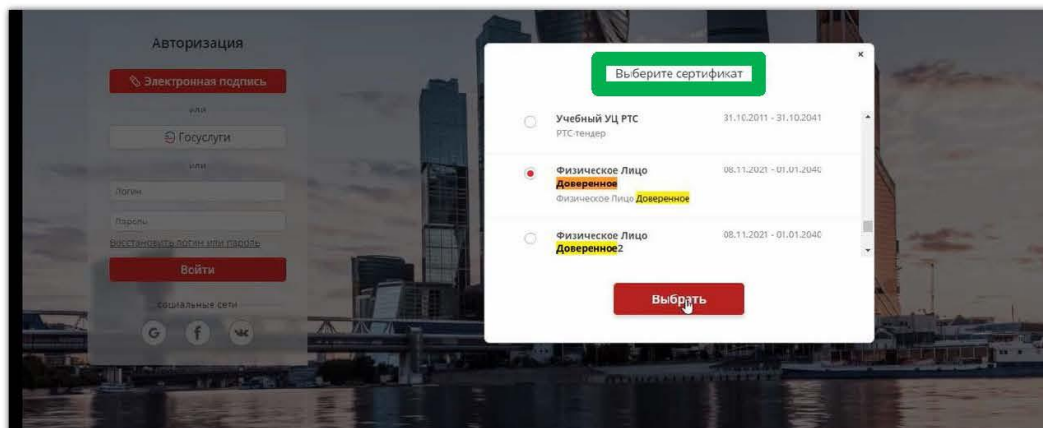 Авторизация
Электронная подпись
или
Госуслуги
или
Логин
Пароль
Восстановить логин или пароль
Войти
социальные сети
G f
×
Выберите сертификат
Учебный УЦ РТС
31.10.2011 - 31.10.2041
РТС-тендер
Физическое Лицо
08.11.2021 - 01.01.2040
Доверенное
Физическое Лицо Доверенное
Физическое Лицо
08.11.2021 - 01.01.2040
Доверенное2
Выбрать